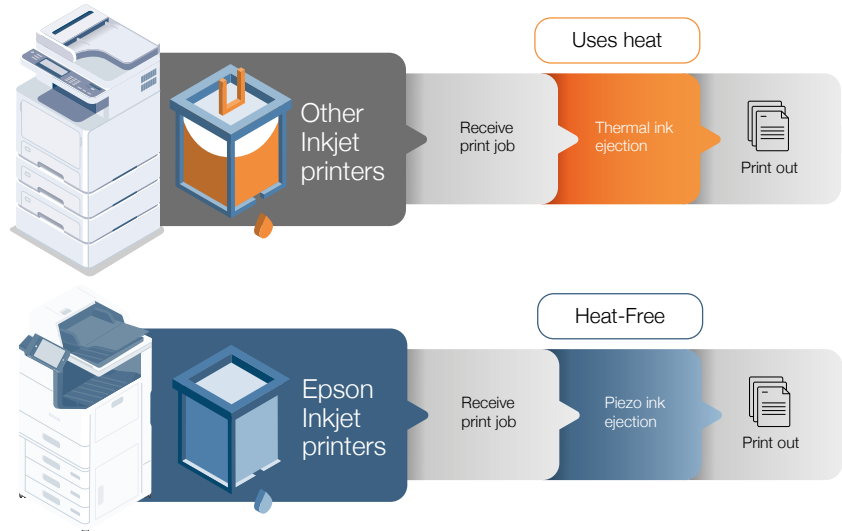 Uses heat
Other
Inkjet
printers
Receive
print job
Thermal ink
ejection
Print out
Heat-Free
Epson
Inkjet
printers
Receive
print job
Piezo ink
ejection
Print out